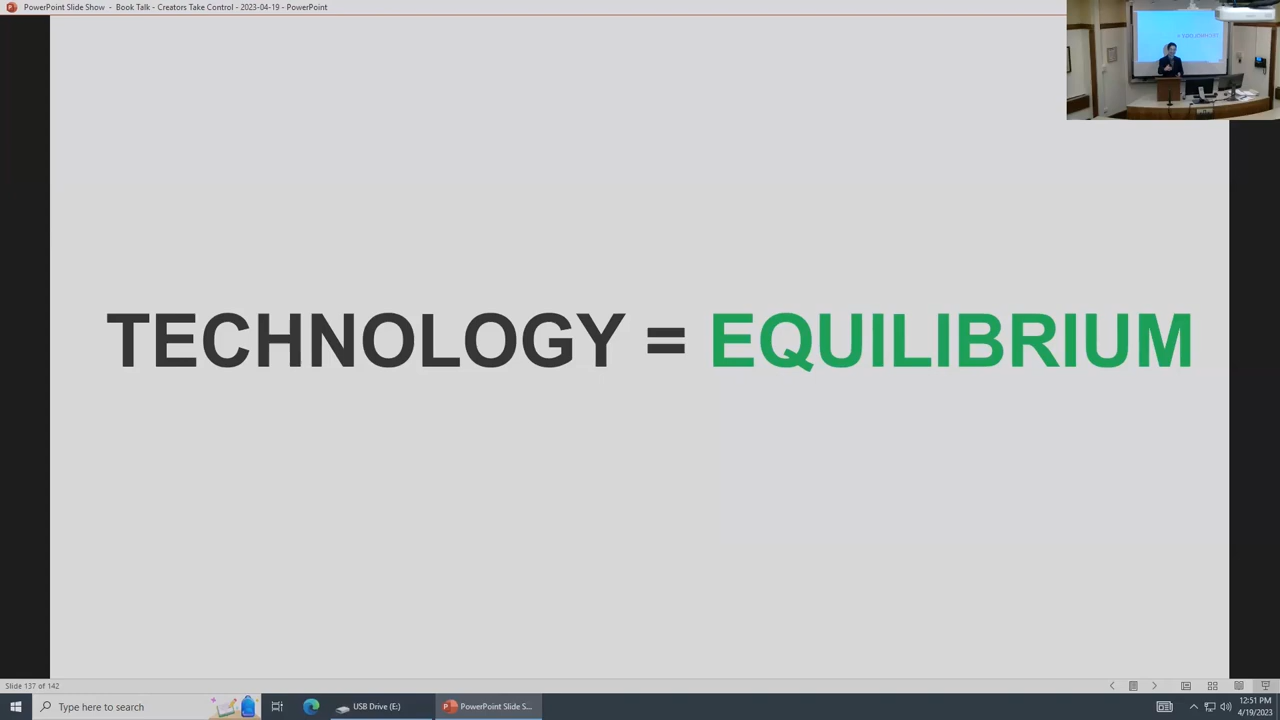 PowerPoint Slide Show - Book Talk - Creators Take Control - 2023-04-19 - PowerPoint
TECHNOLOGY = EQUILIBRIUM
Slide 137 of 142
Type here to search
USB Drive (E:)
PowerPoint Slide S...
12:51 PM
4/19/2023